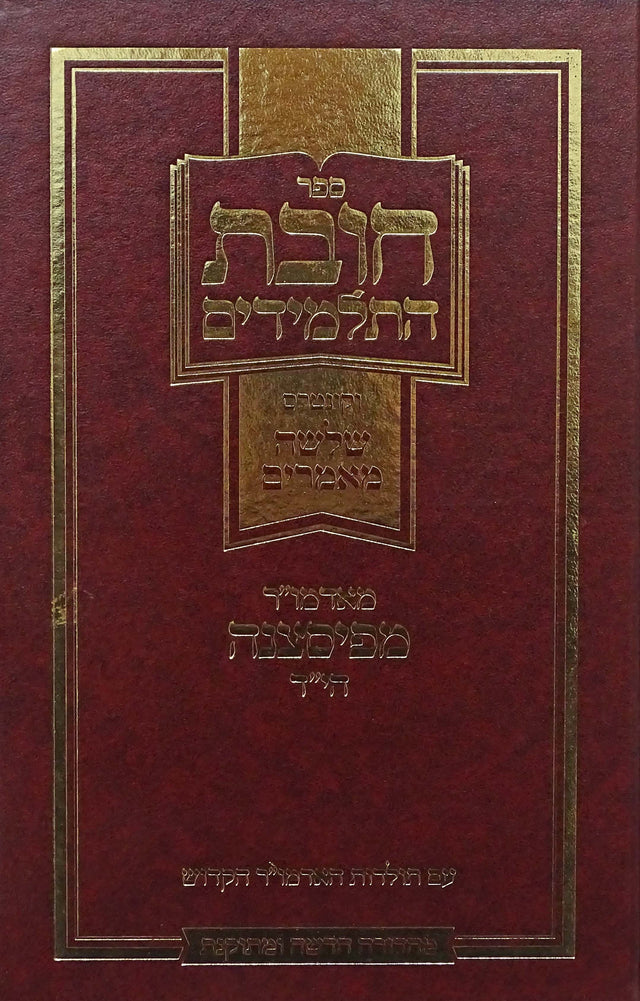 ספר
חובת
התלמידים
וקונטרס
שלשה
מאמרים
מאדמו״ר
מפיסצנה
הי״ד
עם תולדות האדמו״ר הקדוש
מהדורה חדשה ומתוקנת